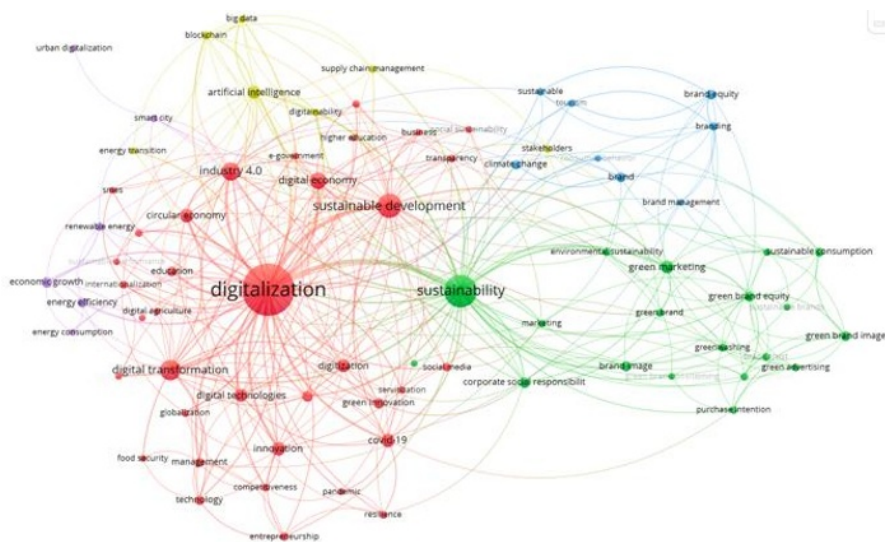 big data
blockchain
urban digitalization
supply chain management
artificial intelligence
sustainable
brand equity
tourism
digitainability
smart city
branding
business
social sustainability
higher education
stakeholders
energy transition
e-government
transparency
climate change
industry 4.0
digital economy
brand
smes
brand management
sustainable development
circular economy
renewable energy
environmental sustainability
sustainable consumption
green marketing
education
economic growth
internationalization
digitalization
sustainability
green brand equity
energy efficiency
sustainable brands
digital agriculture
green brand
marketing
energy consumption
green brand image
greenwashing
digitization
social media
brand image
green advertising
digital transformation
corporate social responsibilit
servitization
digital technologies
green innovation
globalization
purchase intention
covid-19
innovation
food security
management
competitiveness
pandemic
technology
resilience
entrepreneurship